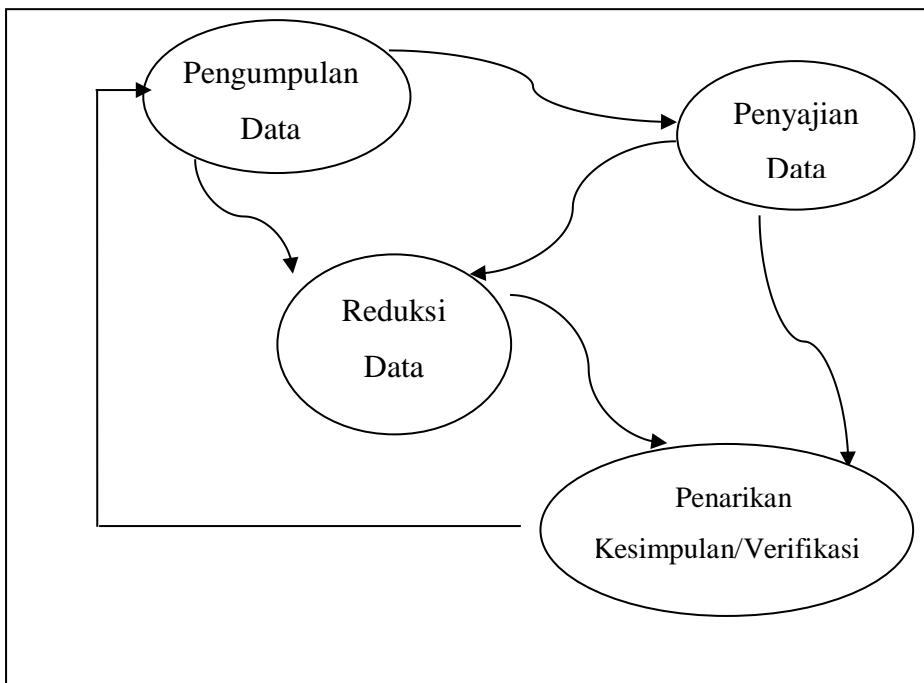 Pengumpulan
Data
Penyajian
Data
Reduksi
Data
Penarikan
Kesimpulan/Verifikasi